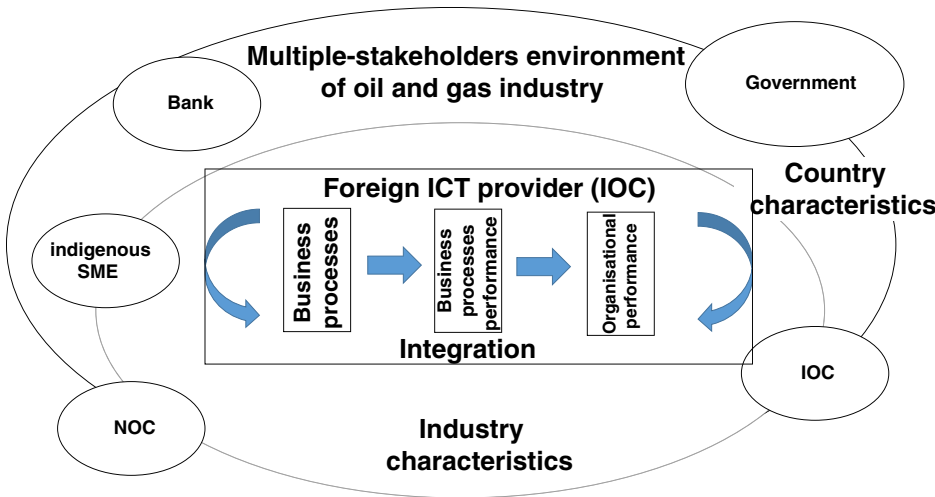 Multiple-stakeholders environment
of oil and gas industry
Bank
Government
Country
characteristics
Foreign ICT provider (IOC)
indigenous
SME
Business
processes
Business
processes
performance
Organisational
performance
Integration
IOC
NOC
Industry
characteristics